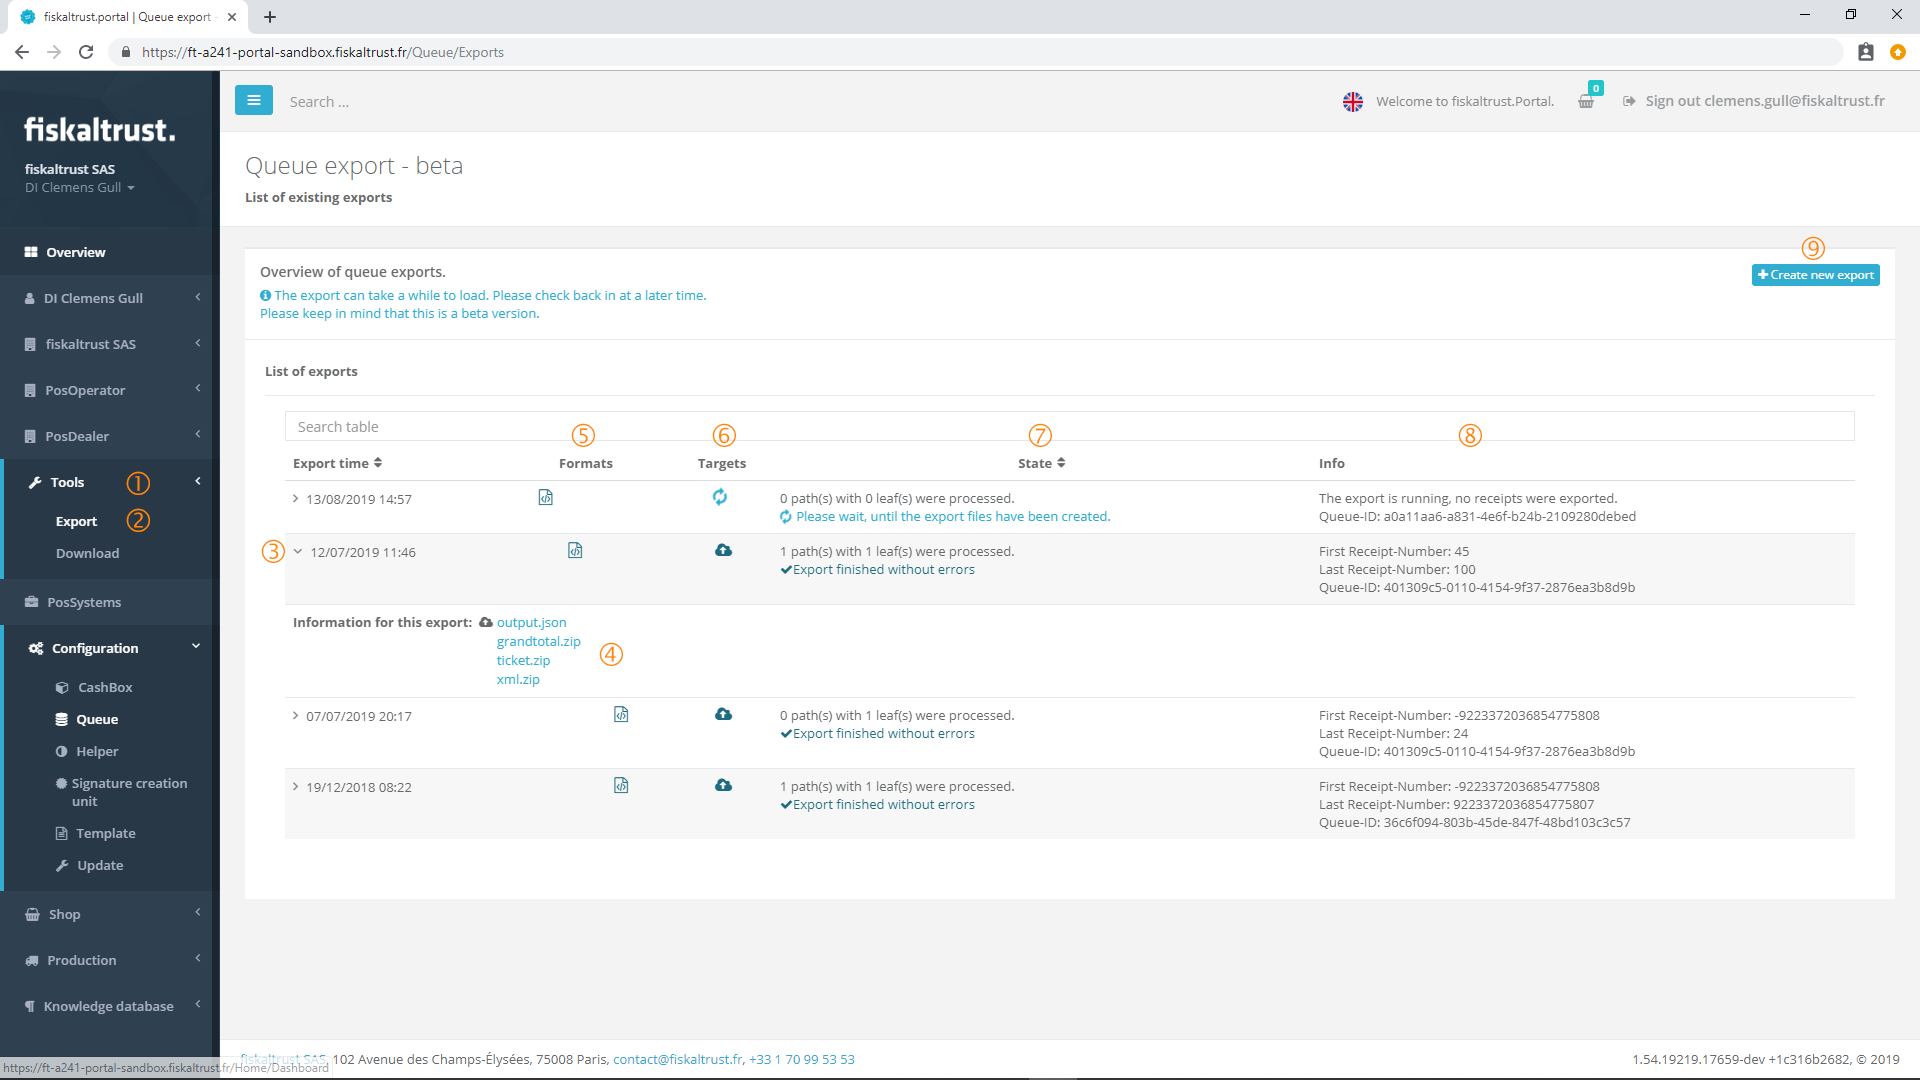 fiskaltrust.portal | Queue export -
https://ft-a241-portal-sandbox.fiskaltrust.fr/Queue/Exports
fiskaltrust.
fiskaltrust SAS
DI Clemens Gull
Overview
DI Clemens Gull
fiskaltrust SAS
PosOperator
PosDealer
Tools ①
Export ②
Download
PosSystems
Configuration
CashBox
Queue
Helper
Signature creation
unit
Template
Update
Shop
Production
Knowledge database
Search ...
Welcome to fiskaltrust.Portal.
0
Sign out clemens.gull@fiskaltrust.fr
Queue export - beta
List of existing exports
Overview of queue exports.
The export can take a while to load. Please check back in at a later time.
Please keep in mind that this is a beta version.
⑨
Create new export
List of exports
Search table
⑤ ⑥ ⑦ ⑧
Export time Formats Targets State Info
13/08/2019 14:57
0 path(s) with 0 leaf(s) were processed.
Please wait, until the export files have been created.
The export is running, no receipts were exported.
Queue-ID: a0a11aa6-a831-4e6f-b24b-2109280debed
③ 12/07/2019 11:46
1 path(s) with 1 leaf(s) were processed.
Export finished without errors
First Receipt-Number: 45
Last Receipt-Number: 100
Queue-ID: 401309c5-0110-4154-9f37-2876ea3b8d9b
Information for this export: output.json
grandtotal.zip
④
ticket.zip
xml.zip
07/07/2019 20:17
0 path(s) with 1 leaf(s) were processed.
Export finished without errors
First Receipt-Number: -9223372036854775808
Last Receipt-Number: 24
Queue-ID: 401309c5-0110-4154-9f37-2876ea3b8d9b
19/12/2018 08:22
1 path(s) with 1 leaf(s) were processed.
Export finished without errors
First Receipt-Number: -9223372036854775808
Last Receipt-Number: 9223372036854775807
Queue-ID: 36c6f094-803b-45de-847f-48bd103c3c57
fiskaltrust SAS, 102 Avenue des Champs-Élysées, 75008 Paris, contact@fiskaltrust.fr, +33 1 70 99 53 53
1.54.19219.17659-dev +1c316b2682, © 2019
https://ft-a241-portal-sandbox.fiskaltrust.fr/Home/Dashboard